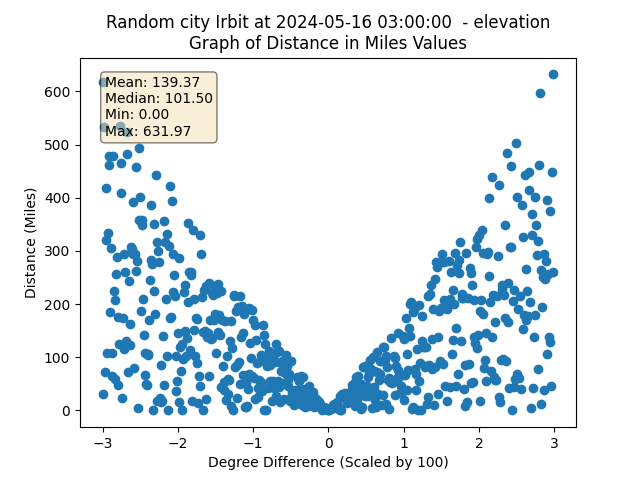 Random city Irbit at 2024-05-16 03:00:00  - elevation
Graph of Distance in Miles Values
Mean: 139.37
Median: 101.50
Min: 0.00
Max: 631.97
Distance (Miles)
600
500
400
300
200
100
0
−3 −2 −1 0 1 2 3
Degree Difference (Scaled by 100)